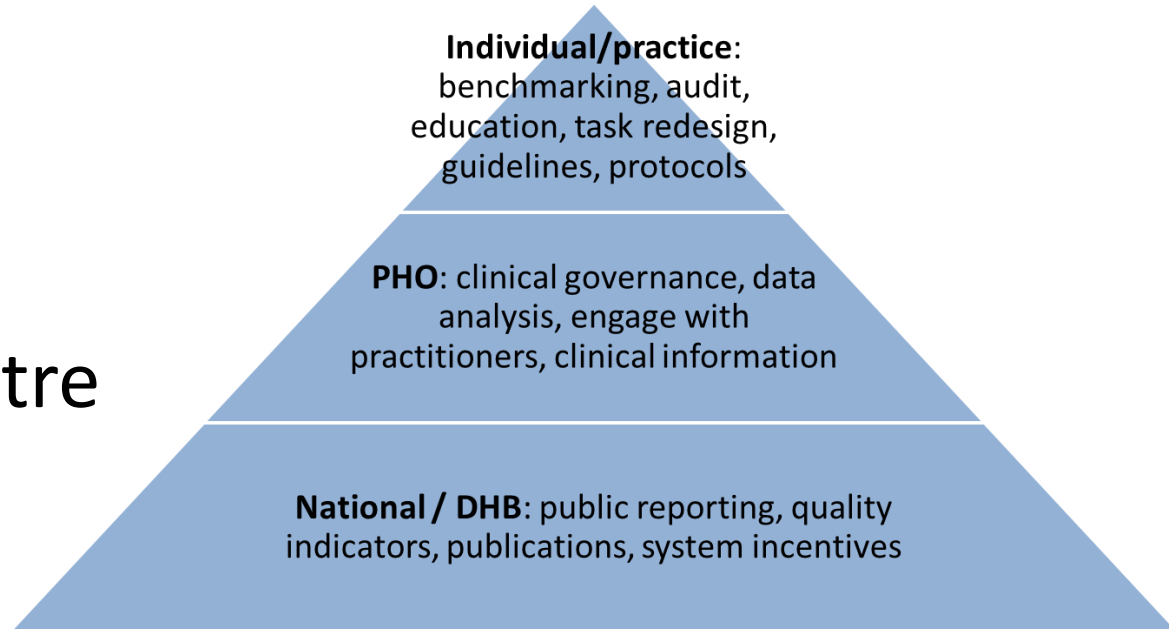 Individual/practice:
benchmarking, audit,
education, task redesign,
guidelines, protocols
PHO: clinical governance, data
analysis, engage with
practitioners, clinical information
tre
National / DHB: public reporting, quality
indicators, publications, system incentives